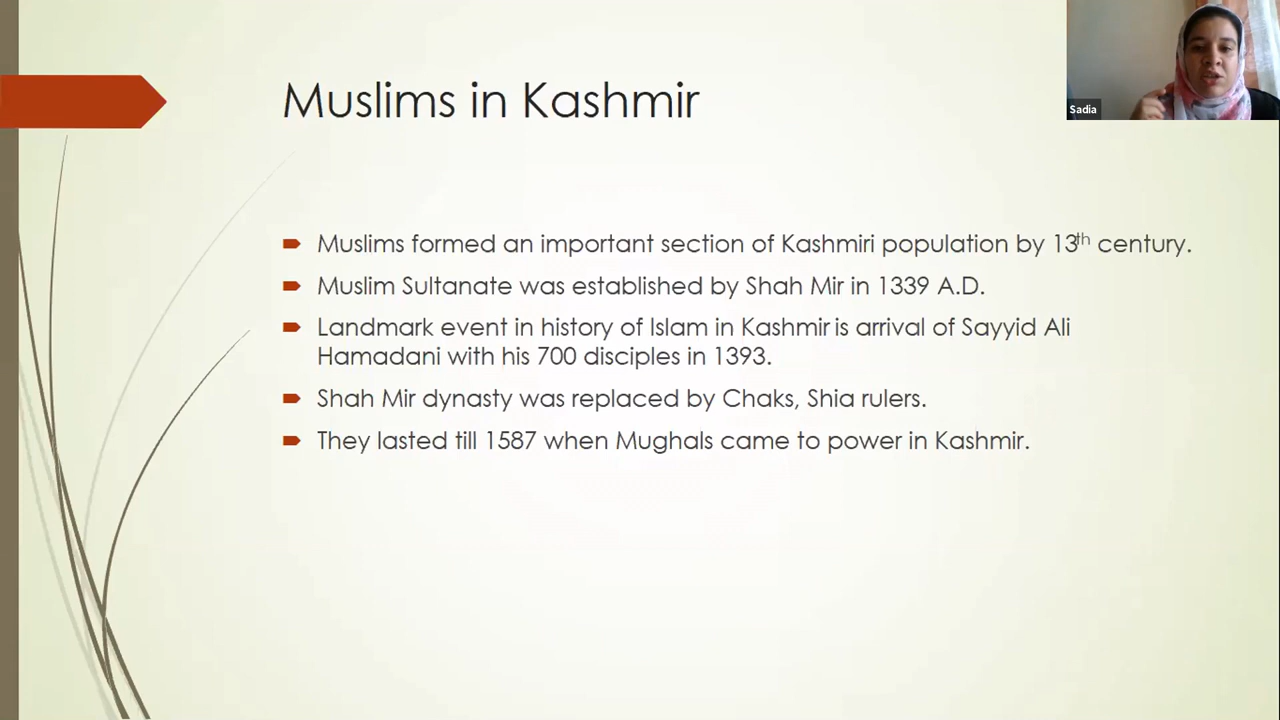 Muslims in Kashmir
Sadia
Muslims formed an important section of Kashmiri population by 13th century.
Muslim Sultanate was established by Shah Mir in 1339 A.D.
Landmark event in history of Islam in Kashmir is arrival of Sayyid Ali
Hamadani with his 700 disciples in 1393.
Shah Mir dynasty was replaced by Chaks, Shia rulers.
They lasted till 1587 when Mughals came to power in Kashmir.